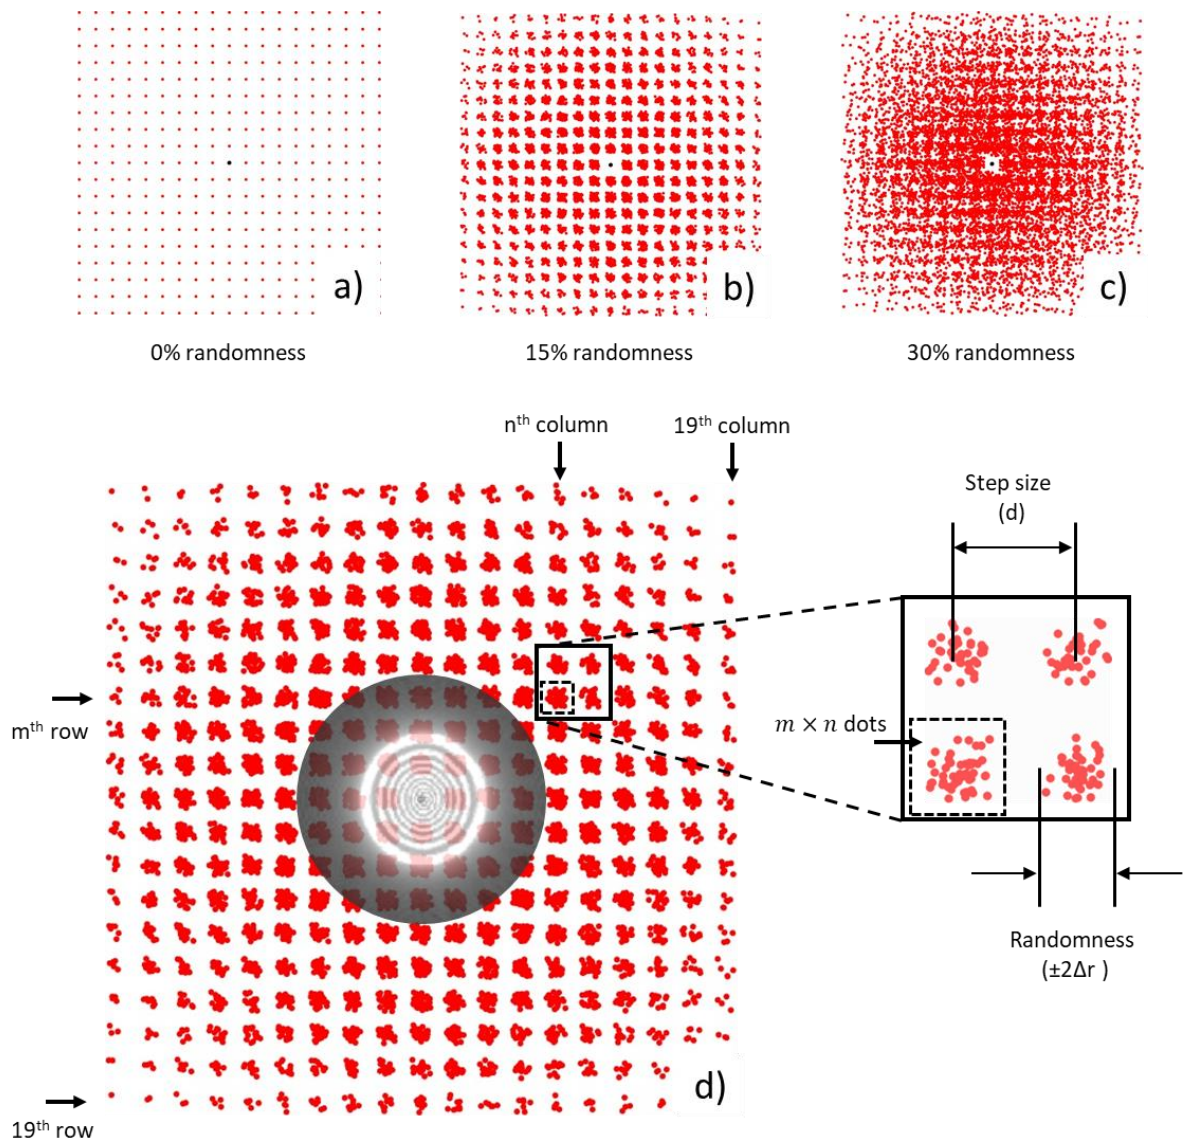 a)
b)
c)
0% randomness
15% randomness
30% randomness
nᵗʰ column
19ᵗʰ column
Step size
(d)
mᵗʰ row
m × n dots
Randomness
(±2Δr )
d)
19ᵗʰ row